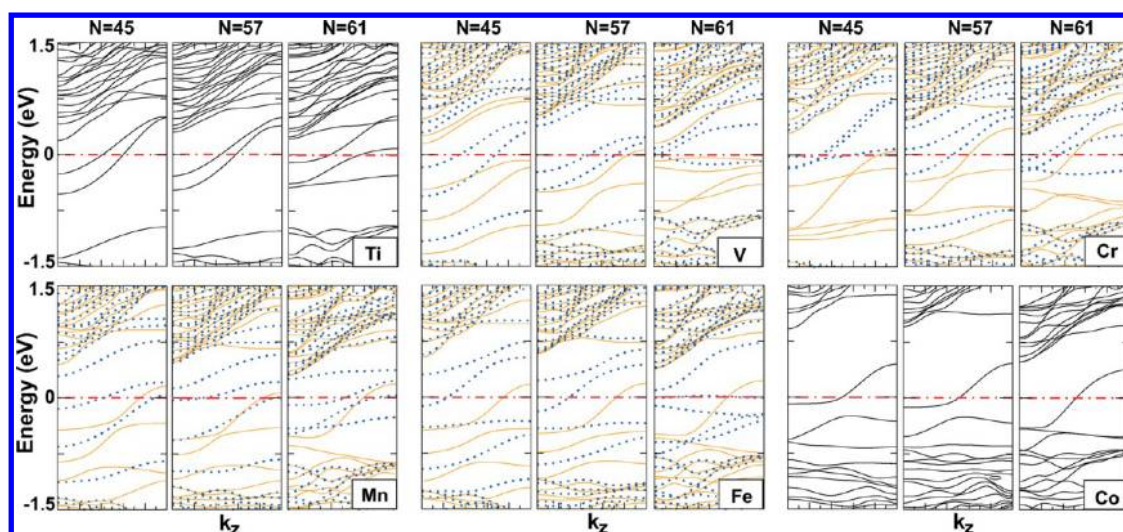 N=45 N=57 N=61 N=45 N=57 N=61 N=45 N=57 N=61
1.5
Energy (eV)
0
-1.5
Ti V Cr
1.5
Energy (eV)
0
-1.5
Mn Fe Co
kz kz kz